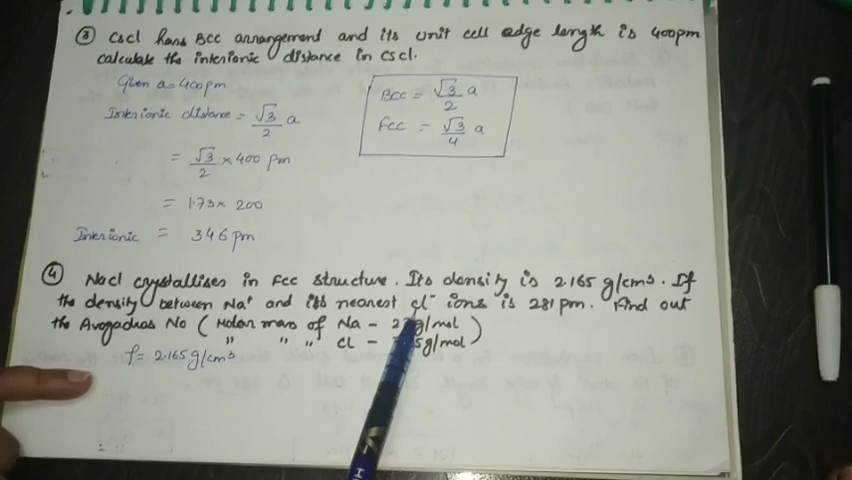 ③ Cscl hans Bcc arrangement and its unit cell edge length is 400pm
calculate the interionic distance in cscl.
Given a=400pm
Interionic distance = √3/2 a
= √3/2 × 400 pm
= 1.73 × 200
Interionic = 346 pm
Bcc = √3/2 a
Fcc = √3/4 a
④ Nacl crystallises in Fcc structure. Its density is 2.165 g/cm³. If
the density between Na⁺ and its nearest cl⁻ ions is 281 pm. Find out
the Avogadros No ( Molar mass of Na - g/mol )
" " " Cl - g/mol )
ρ= 2.165 g/cm³